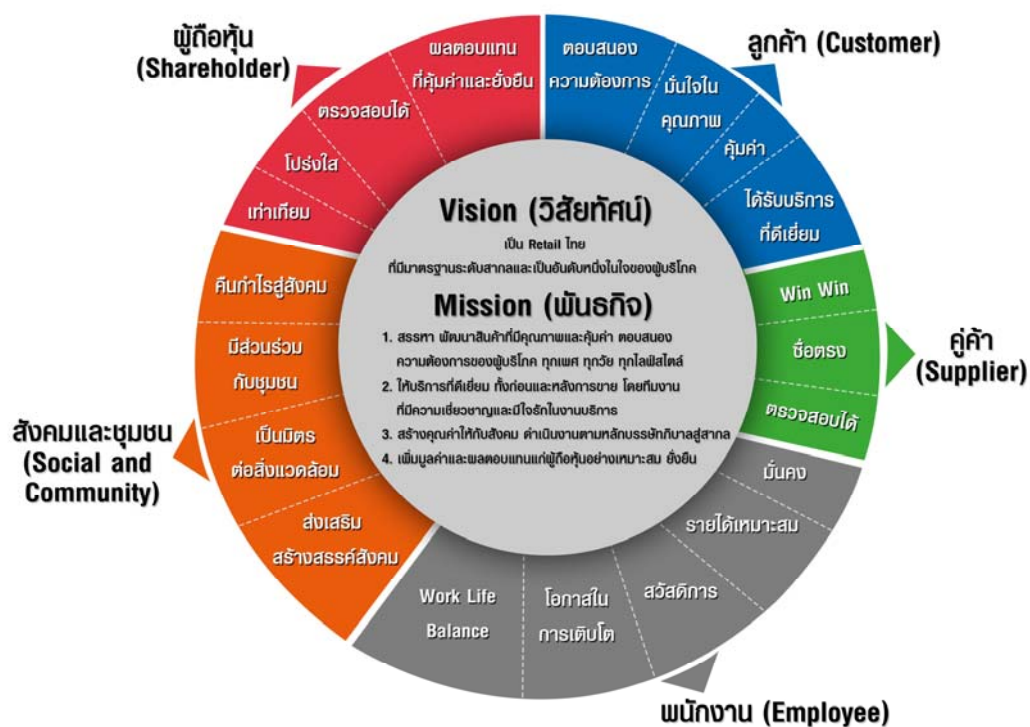 ผู้ถือหุ้น
(Shareholder)
ผลตอบแทน
ที่คุ้มค่าและยั่งยืน
ตรวจสอบได้
โปร่งใส
เท่าเทียม
ลูกค้า (Customer)
ตอบสนอง
ความต้องการ
มั่นใจใน
คุณภาพ
คุ้มค่า
ได้รับบริการ
ที่ดีเยี่ยม
คู่ค้า
(Supplier)
Win Win
ซื่อตรง
ตรวจสอบได้
พนักงาน (Employee)
มั่นคง
รายได้เหมาะสม
สวัสดิการ
โอกาสใน
การเติบโต
Work Life
Balance
สังคมและชุมชน
(Social and
Community)
คืนกำไรสู่สังคม
มีส่วนร่วม
กับชุมชน
เป็นมิตร
ต่อสิ่งแวดล้อม
ส่งเสริม
สร้างสรรค์สังคม
Vision (วิสัยทัศน์)
เป็น Retail ไทย
ที่มีมาตรฐานระดับสากลและเป็นอันดับหนึ่งในใจของผู้บริโภค
Mission (พันธกิจ)
1. สรรหา พัฒนาสินค้าที่มีคุณภาพและคุ้มค่า ตอบสนอง
ความต้องการของผู้บริโภค ทุกเพศ ทุกวัย ทุกไลฟ์สไตล์
2. ให้บริการที่ดีเยี่ยม ทั้งก่อนและหลังการขาย โดยทีมงาน
ที่มีความเชี่ยวชาญและมีใจรักในงานบริการ
3. สร้างคุณค่าให้กับสังคม ดำเนินงานตามหลักบรรษัทภิบาลสู่สากล
4. เพิ่มมูลค่าและผลตอบแทนแก่ผู้ถือหุ้นอย่างเหมาะสม ยั่งยืน